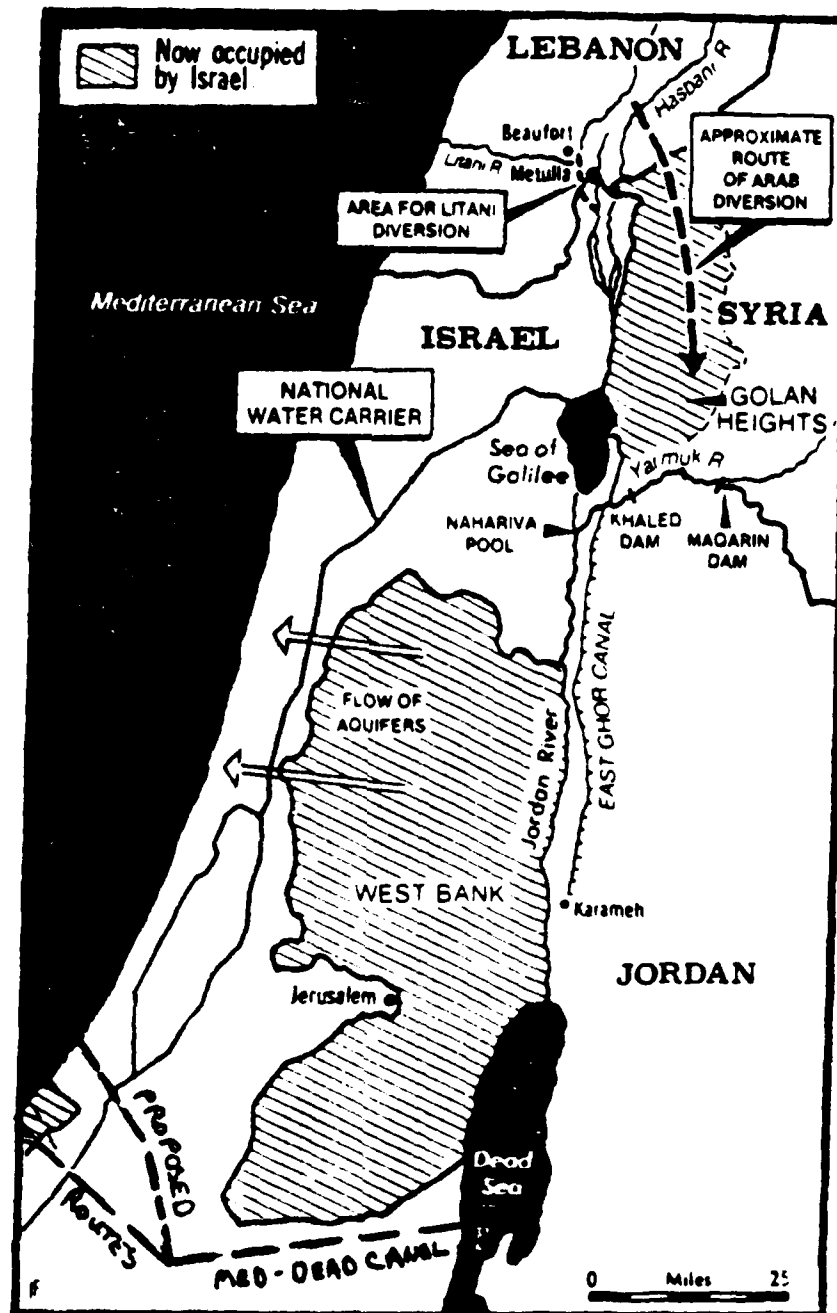 Now occupied
by Israel
LEBANON
Hasbani R
Beaufort
Litani R
Metulla
APPROXIMATE
ROUTE
OF ARAB
DIVERSION
AREA FOR LITANI
DIVERSION
Mediterranean Sea
SYRIA
ISRAEL
NATIONAL
WATER CARRIER
GOLAN
HEIGHTS
Sea of
Galilee
Yarmuk R
NAHARIVA
POOL
KHALED
DAM
MAQARIN
DAM
FLOW OF
AQUIFERS
Jordan River
EAST GHOR CANAL
WEST BANK
Karameh
Jerusalem
JORDAN
PROPOSED
ROUTES
Dead
Sea
MED-DEAD CANAL
0 Miles 25
F